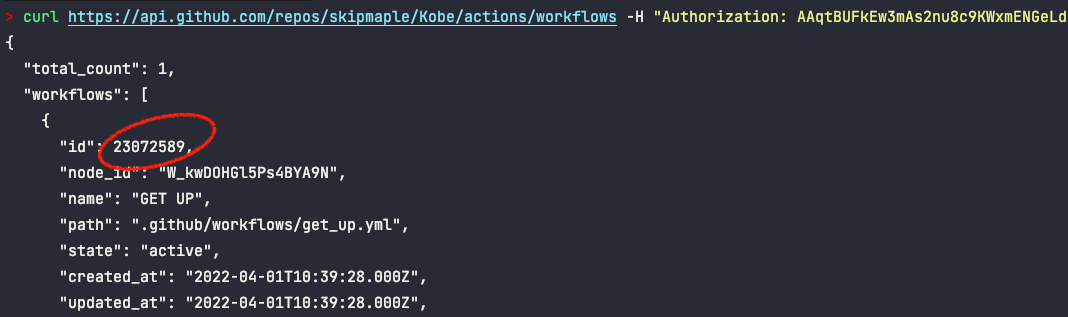 > curl https://api.github.com/repos/skipmaple/Kobe/actions/workflows -H "Authorization: AAqtBUFkEw3mAs2nu8c9KWxmENGeLd
{
  "total_count": 1,
  "workflows": [
    {
      "id": 23072589,
      "node_id": "W_kwDOHGl5Ps4BYA9N",
      "name": "GET UP",
      "path": ".github/workflows/get_up.yml",
      "state": "active",
      "created_at": "2022-04-01T10:39:28.000Z",
      "updated_at": "2022-04-01T10:39:28.000Z",